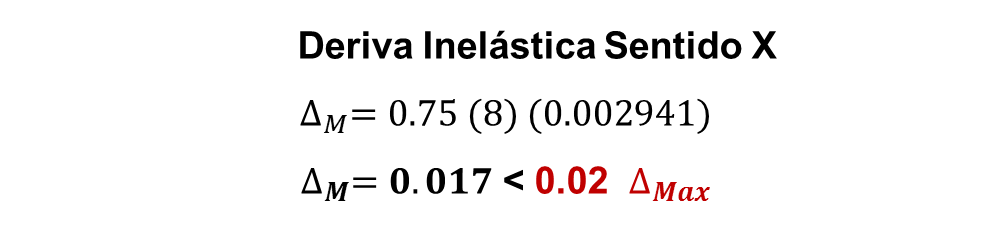 Deriva Inelástica Sentido X
Δ_M= 0.75 (8) (0.002941)
Δ_M= 0.017 < 0.02 Δ_Max